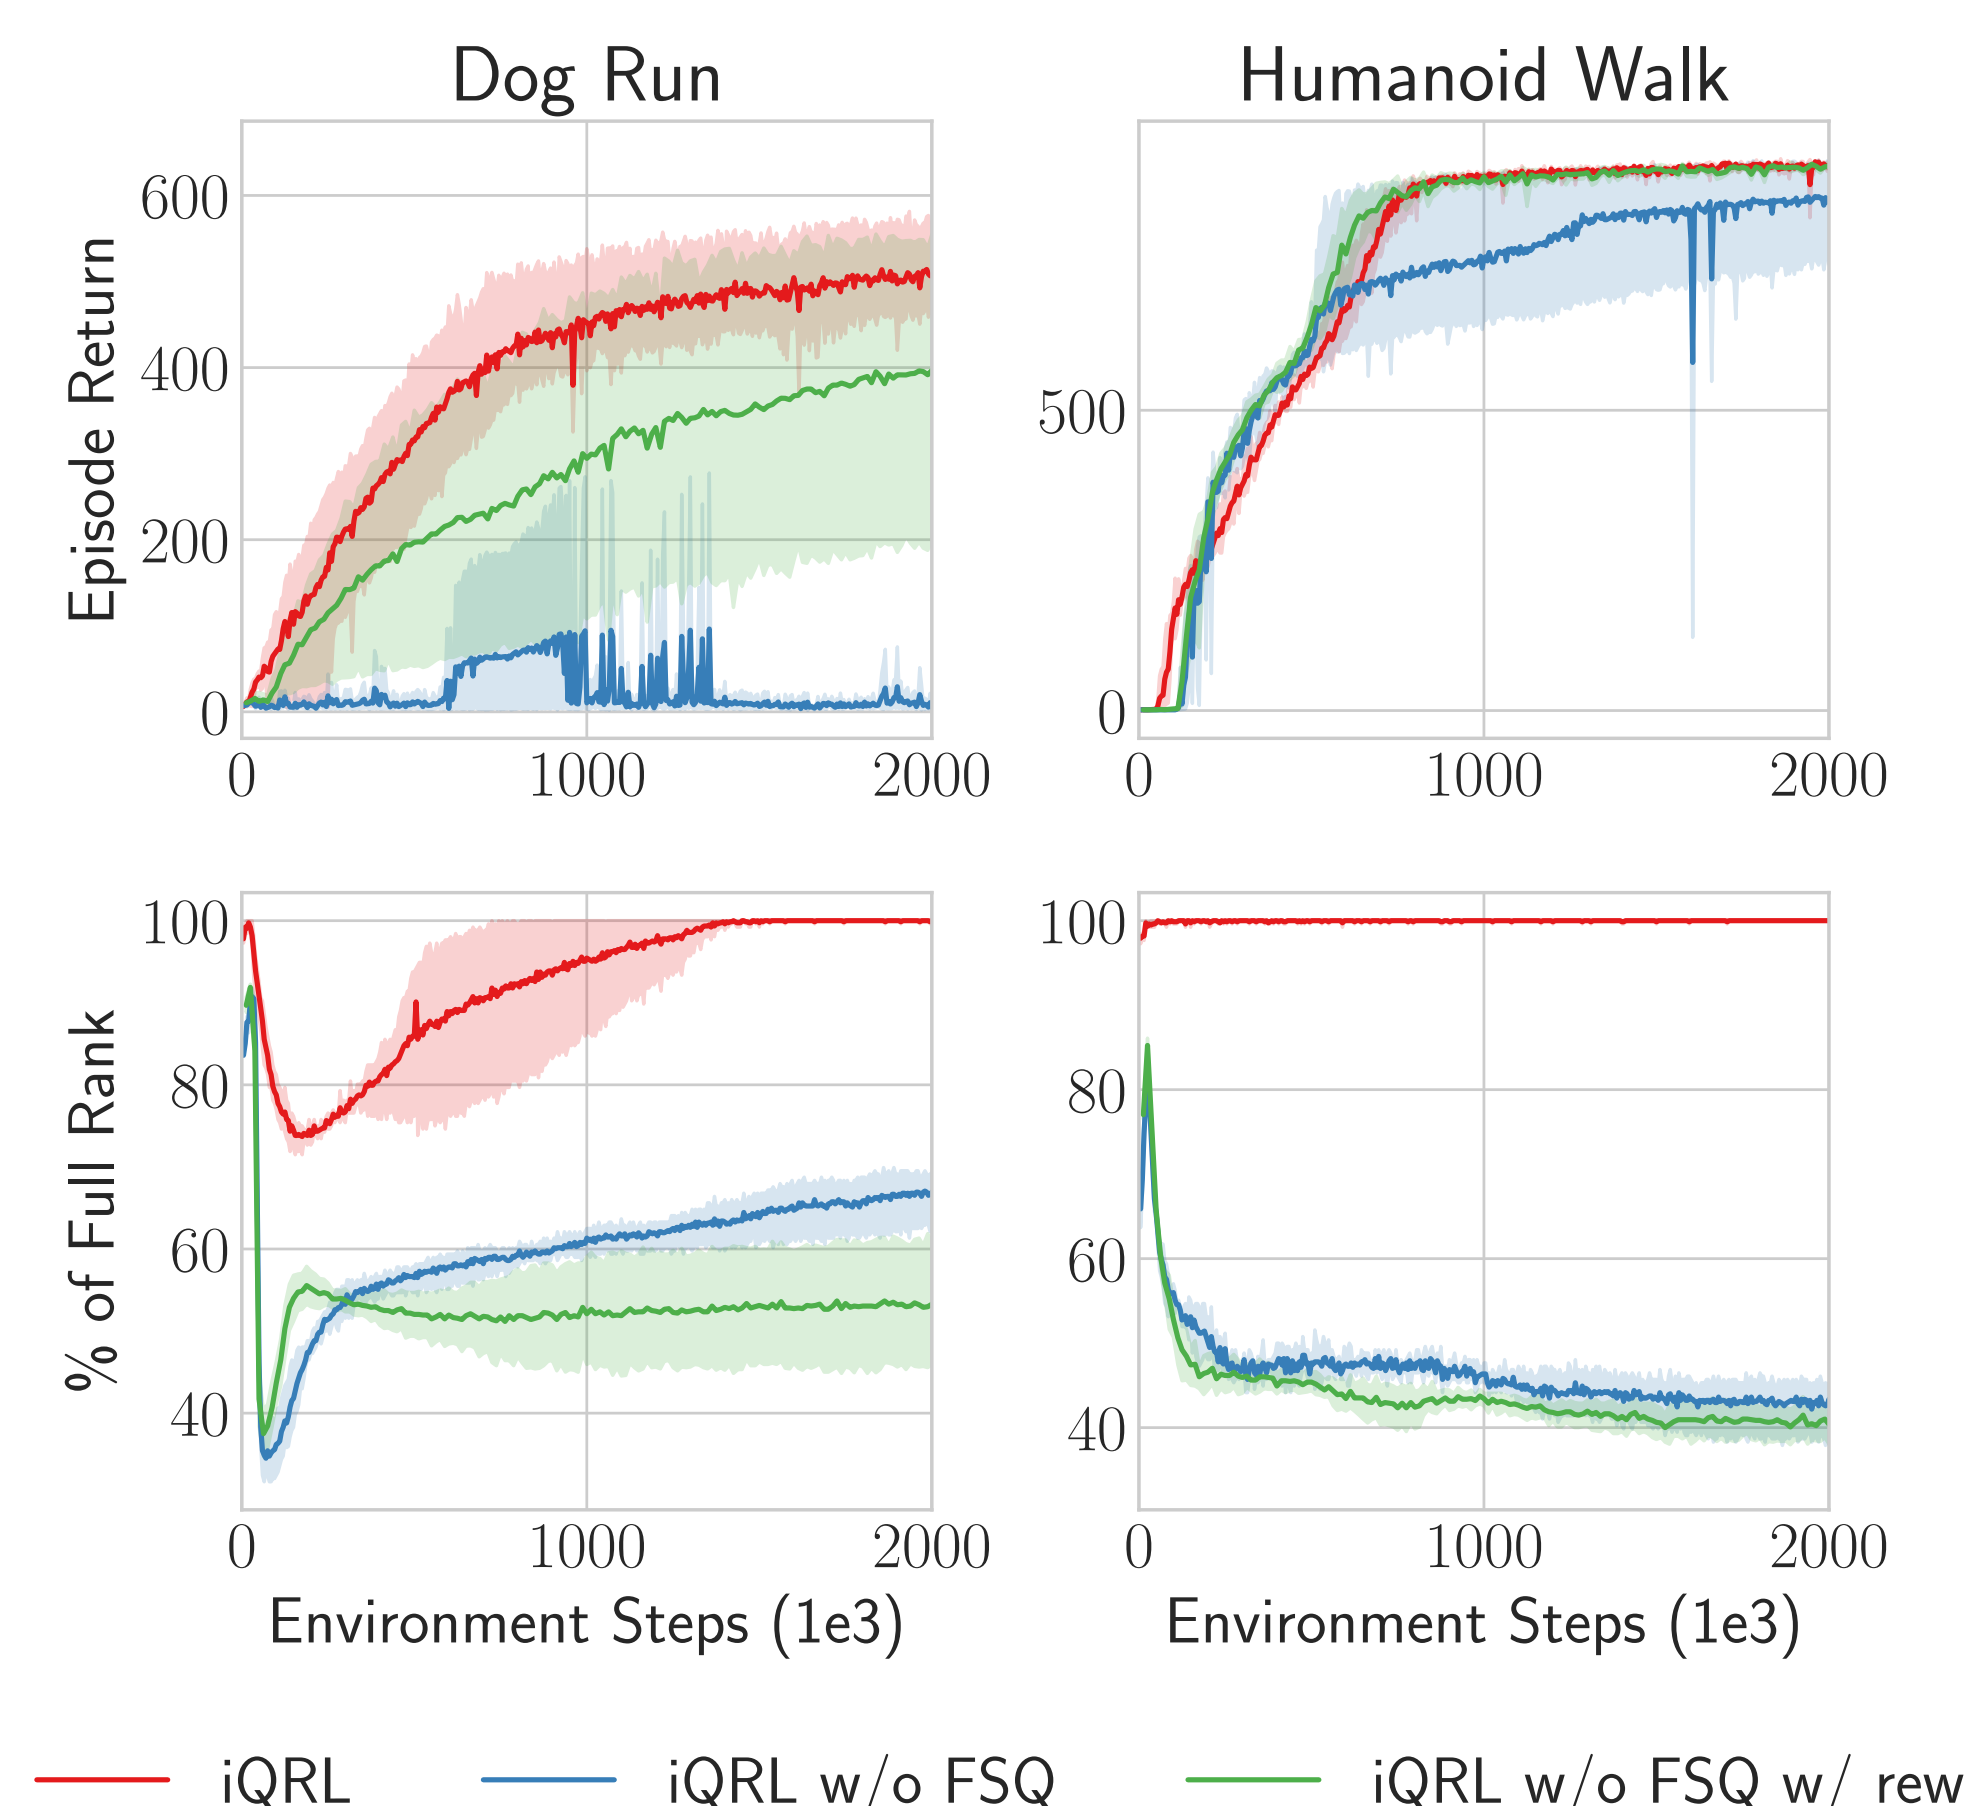 Dog Run
Humanoid Walk
Episode Return
600
400
200
0
0 1000 2000
500
0
0 1000 2000
% of Full Rank
100
80
60
40
0 1000 2000
Environment Steps (1e3)
100
80
60
40
0 1000 2000
Environment Steps (1e3)
iQRL
iQRL w/o FSQ
iQRL w/o FSQ w/ rew